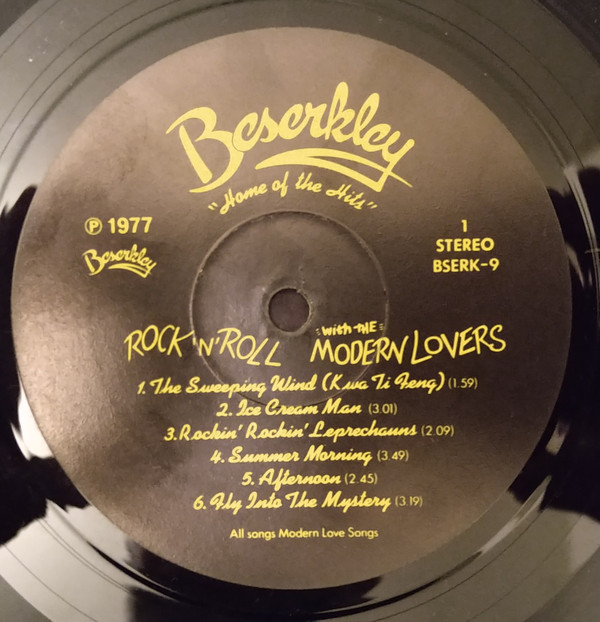 Beserkley
"Home of the Hits"
℗ 1977
Beserkley
1
STEREO
BSERK-9
ROCK 'N' ROLL with THE MODERN LOVERS
1. The Sweeping Wind (Kwa Ti Feng) (1.59)
2. Ice Cream Man (3.01)
3. Rockin' Rockin' Leprechauns (2.09)
4. Summer Morning (3.49)
5. Afternoon (2.45)
6. Fly Into The Mystery (3.19)
All songs Modern Love Songs